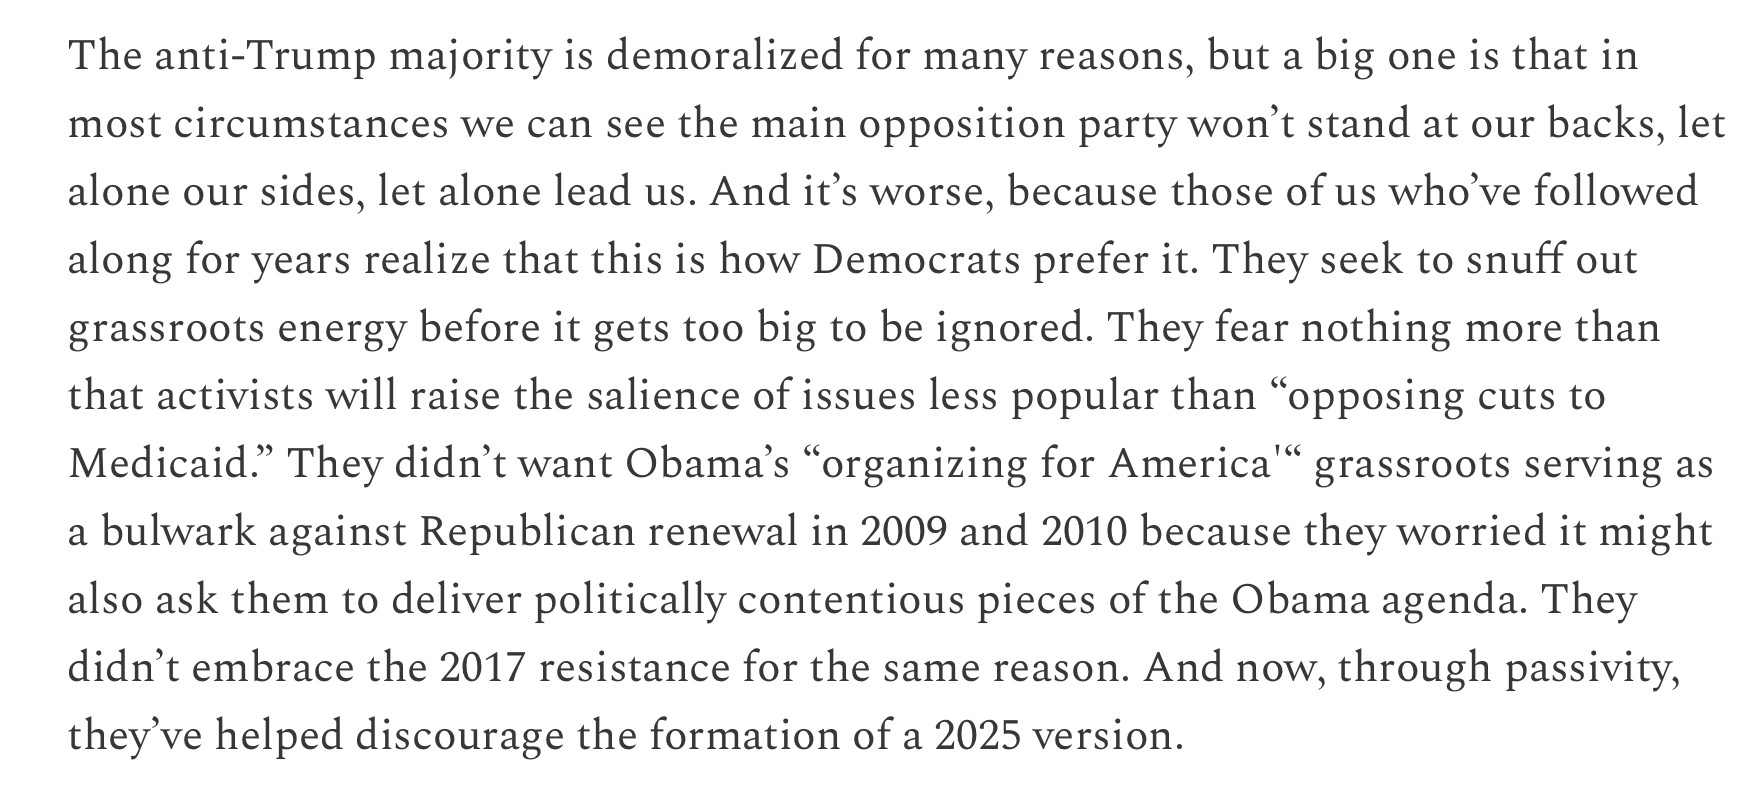 The anti-Trump majority is demoralized for many reasons, but a big one is that in
most circumstances we can see the main opposition party won’t stand at our backs, let
alone our sides, let alone lead us. And it’s worse, because those of us who’ve followed
along for years realize that this is how Democrats prefer it. They seek to snuff out
grassroots energy before it gets too big to be ignored. They fear nothing more than
that activists will raise the salience of issues less popular than “opposing cuts to
Medicaid.” They didn’t want Obama’s “organizing for America'“ grassroots serving as
a bulwark against Republican renewal in 2009 and 2010 because they worried it might
also ask them to deliver politically contentious pieces of the Obama agenda. They
didn’t embrace the 2017 resistance for the same reason. And now, through passivity,
they’ve helped discourage the formation of a 2025 version.